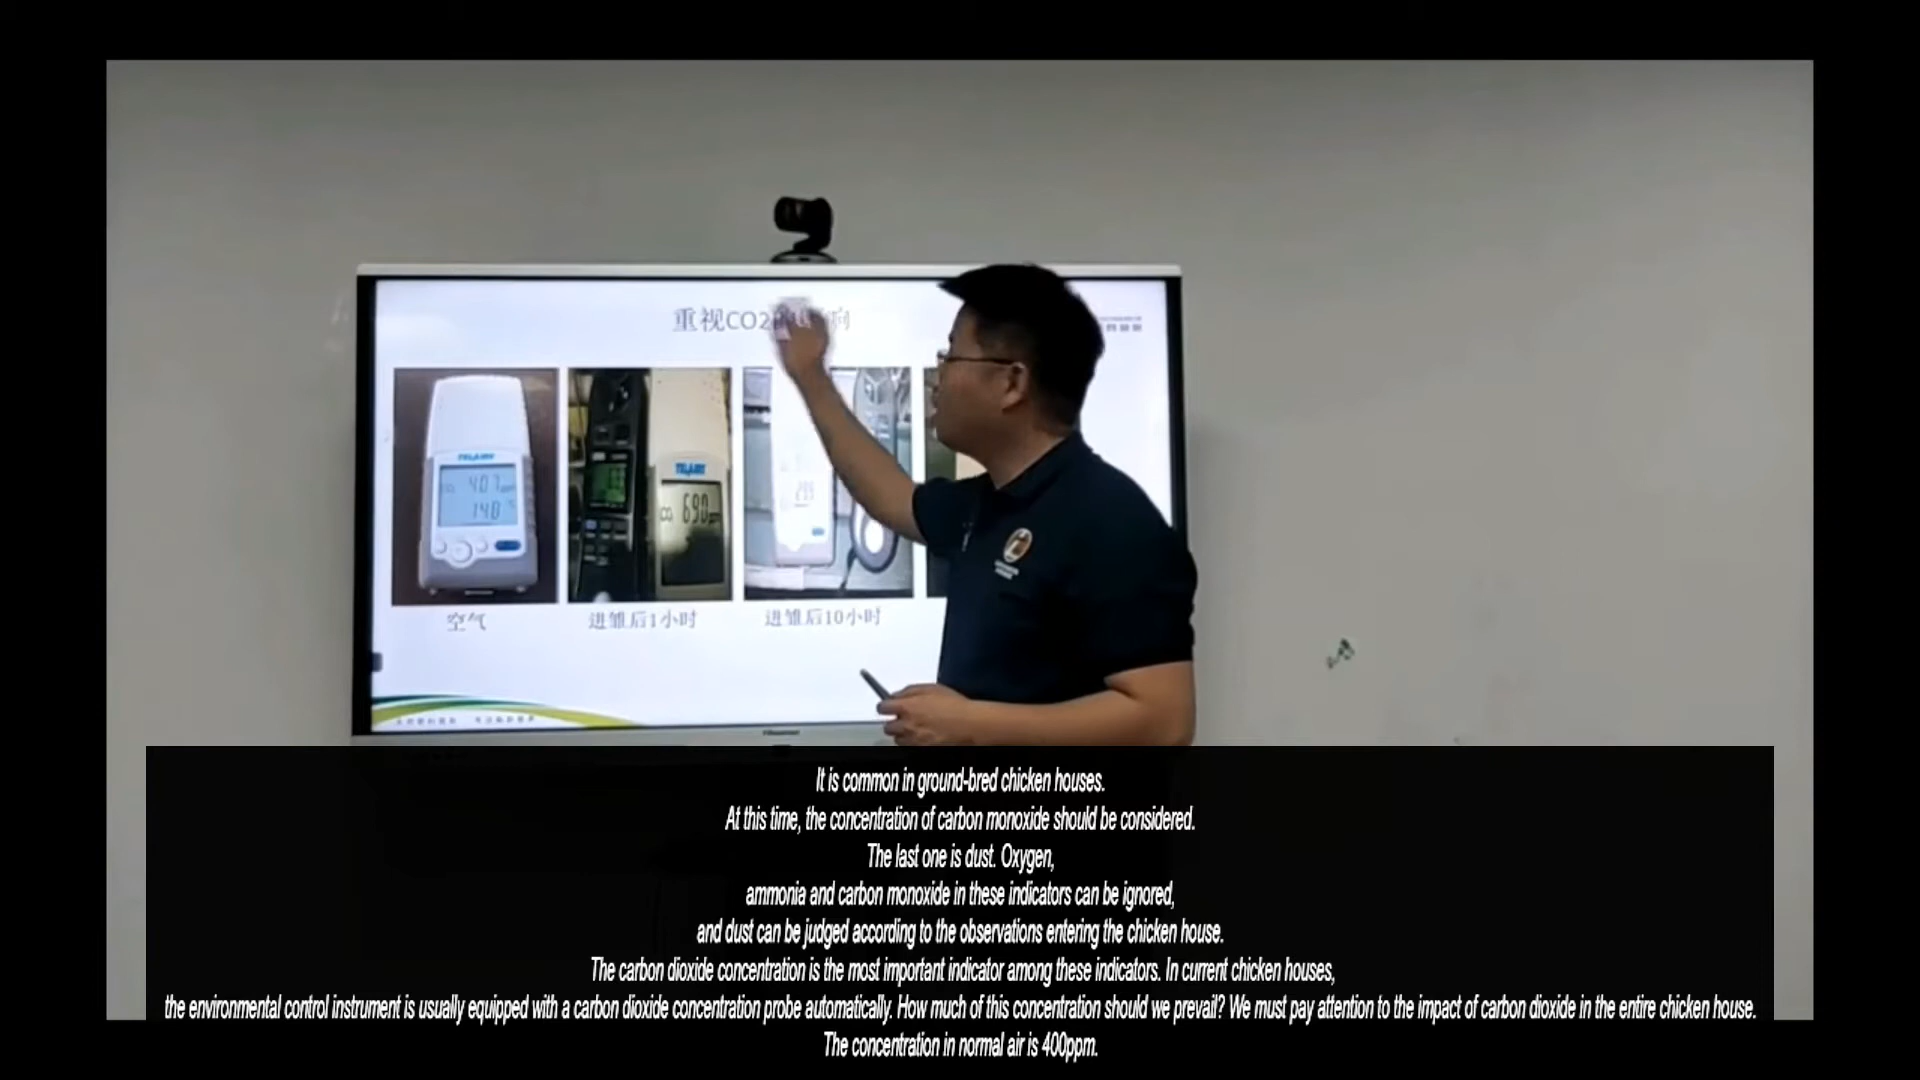 重视CO2
TELAIRE
407
14.8 °C
TELAIRE
690
空气
进雏后1小时
进雏后10小时
Hisense
It is common in ground-bred chicken houses.
At this time, the concentration of carbon monoxide should be considered.
The last one is dust. Oxygen,
ammonia and carbon monoxide in these indicators can be ignored,
and dust can be judged according to the observations entering the chicken house.
The carbon dioxide concentration is the most important indicator among these indicators. In current chicken houses,
the environmental control instrument is usually equipped with a carbon dioxide concentration probe automatically. How much of this concentration should we prevail? We must pay attention to the impact of carbon dioxide in the entire chicken house.
The concentration in normal air is 400ppm.